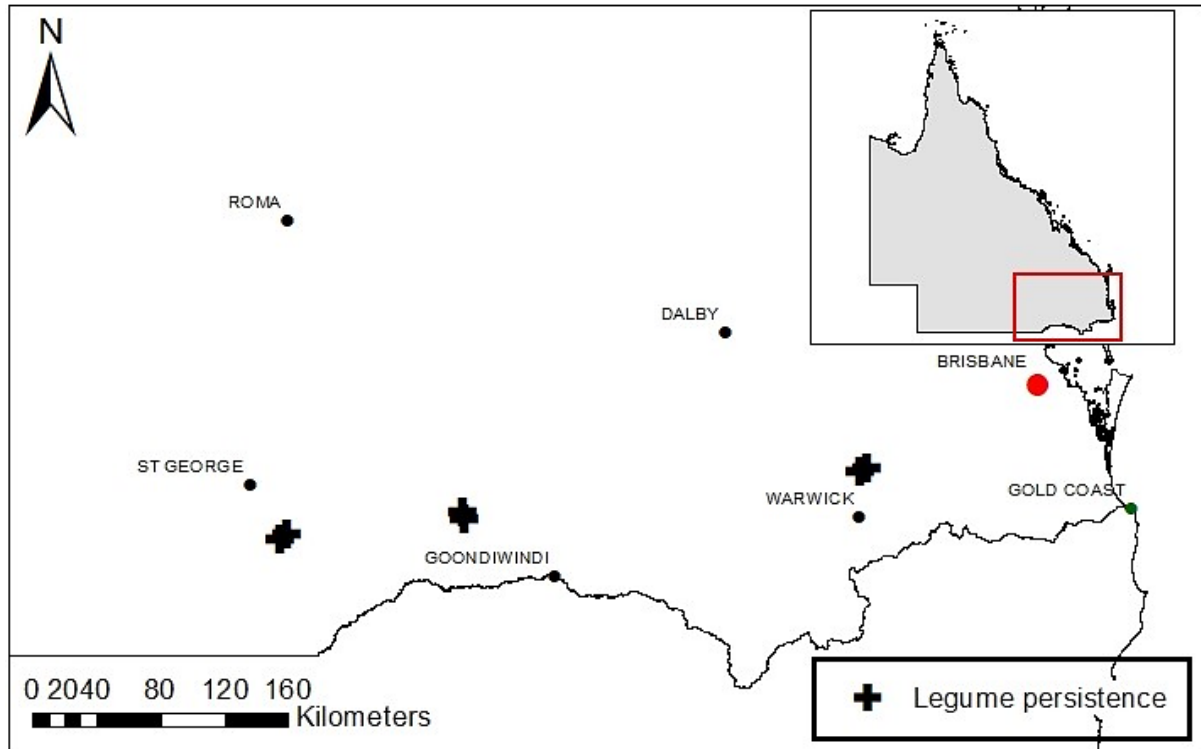 N
ROMA
DALBY
BRISBANE
ST GEORGE
GOLD COAST
WARWICK
GOONDIWINDI
0 2040 80 120 160
Kilometers
Legume persistence